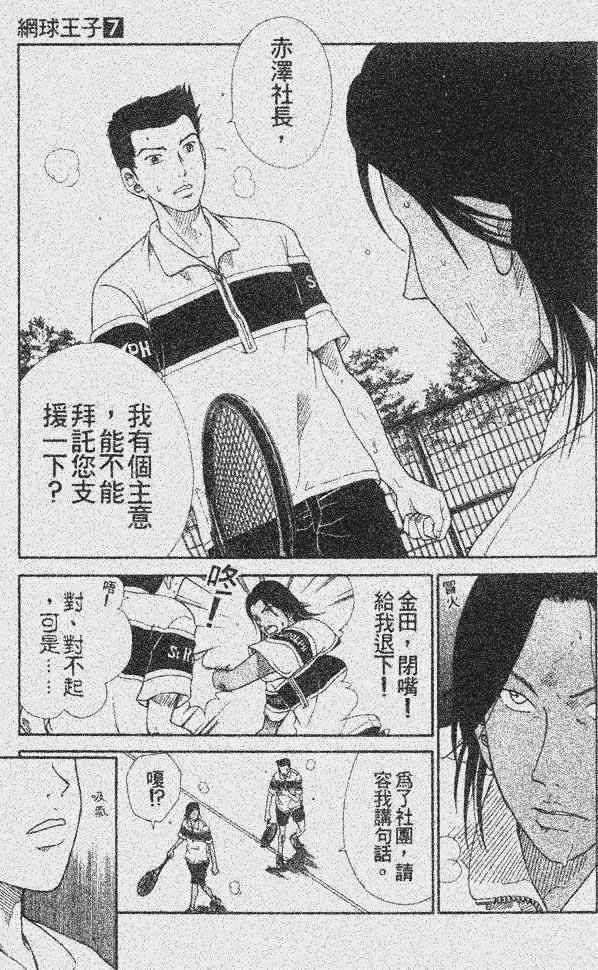 網球王子7
赤澤社長，
我有個主意
，能不能
拜託您支
援一下？
冒火
金田，閉嘴！
給我退下！
咚！
唔！
對、對不起
，可是……
為了社團，請
容我講句話。
嗄!?
吸氣